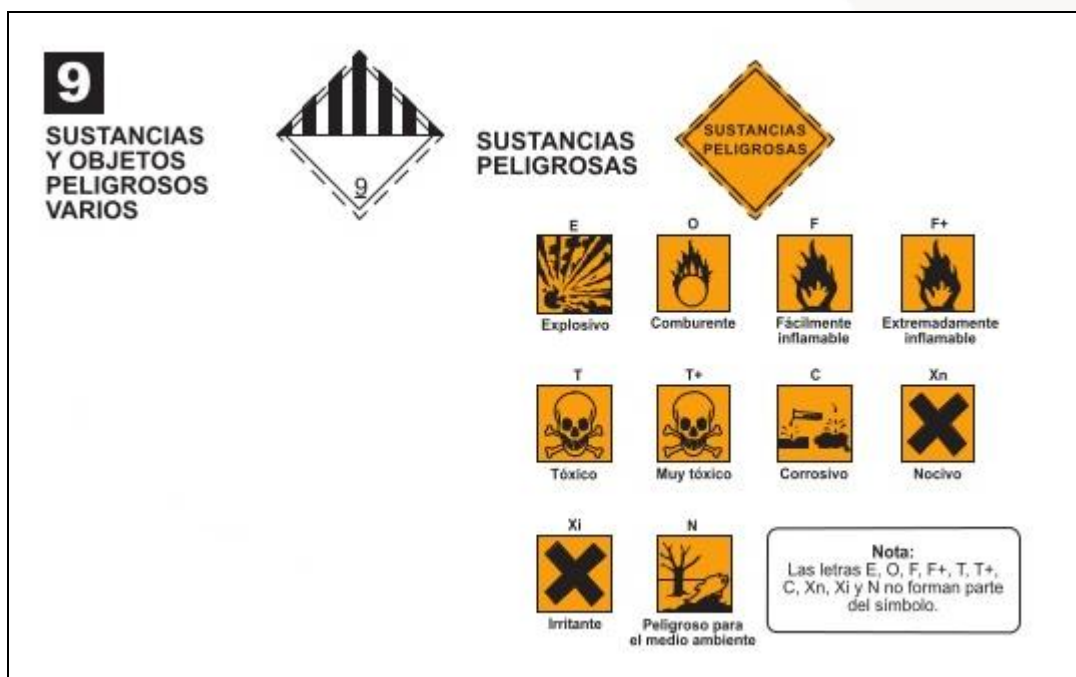 9
SUSTANCIAS
Y OBJETOS
PELIGROSOS
VARIOS
9
SUSTANCIAS
PELIGROSAS
SUSTANCIAS
PELIGROSAS
E
Explosivo
O
Comburente
F
Fácilmente
inflamable
F+
Extremadamente
inflamable
T
Tóxico
T+
Muy tóxico
C
Corrosivo
Xn
Nocivo
Xi
Irritante
N
Peligroso para
el medio ambiente
Nota:
Las letras E, O, F, F+, T, T+,
C, Xn, Xi y N no forman parte
del simbolo.